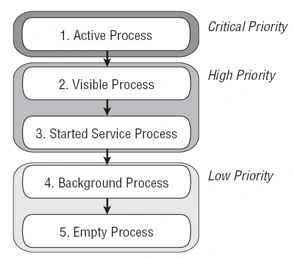 1. Active Process
Critical Priority
2. Visible Process
High Priority
3. Started Service Process
4. Background Process
Low Priority
5. Empty Process